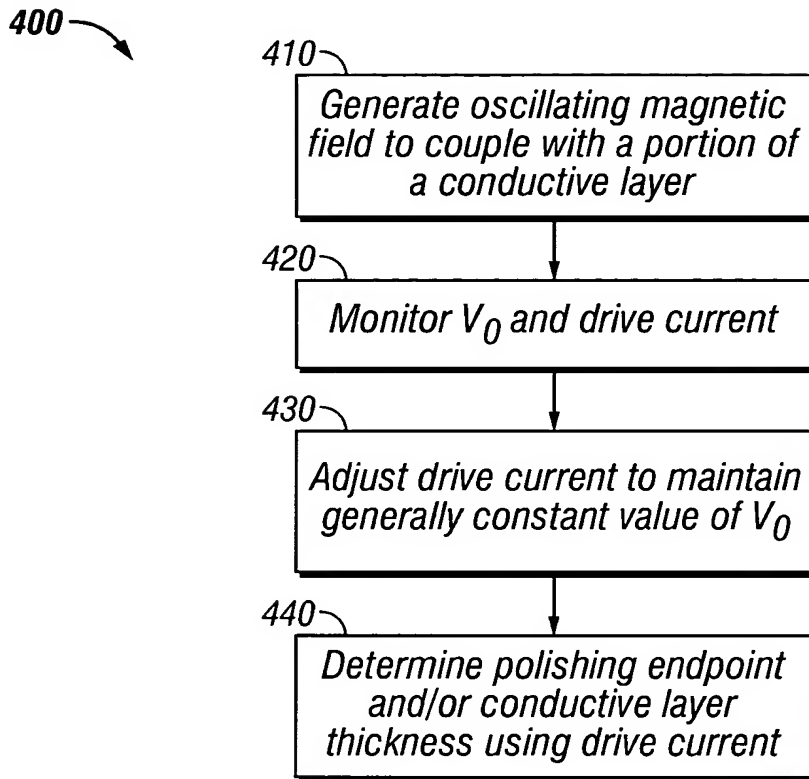 400
410
Generate oscillating magnetic
field to couple with a portion of
a conductive layer
420
Monitor V0 and drive current
430
Adjust drive current to maintain
generally constant value of V0
440
Determine polishing endpoint
and/or conductive layer
thickness using drive current